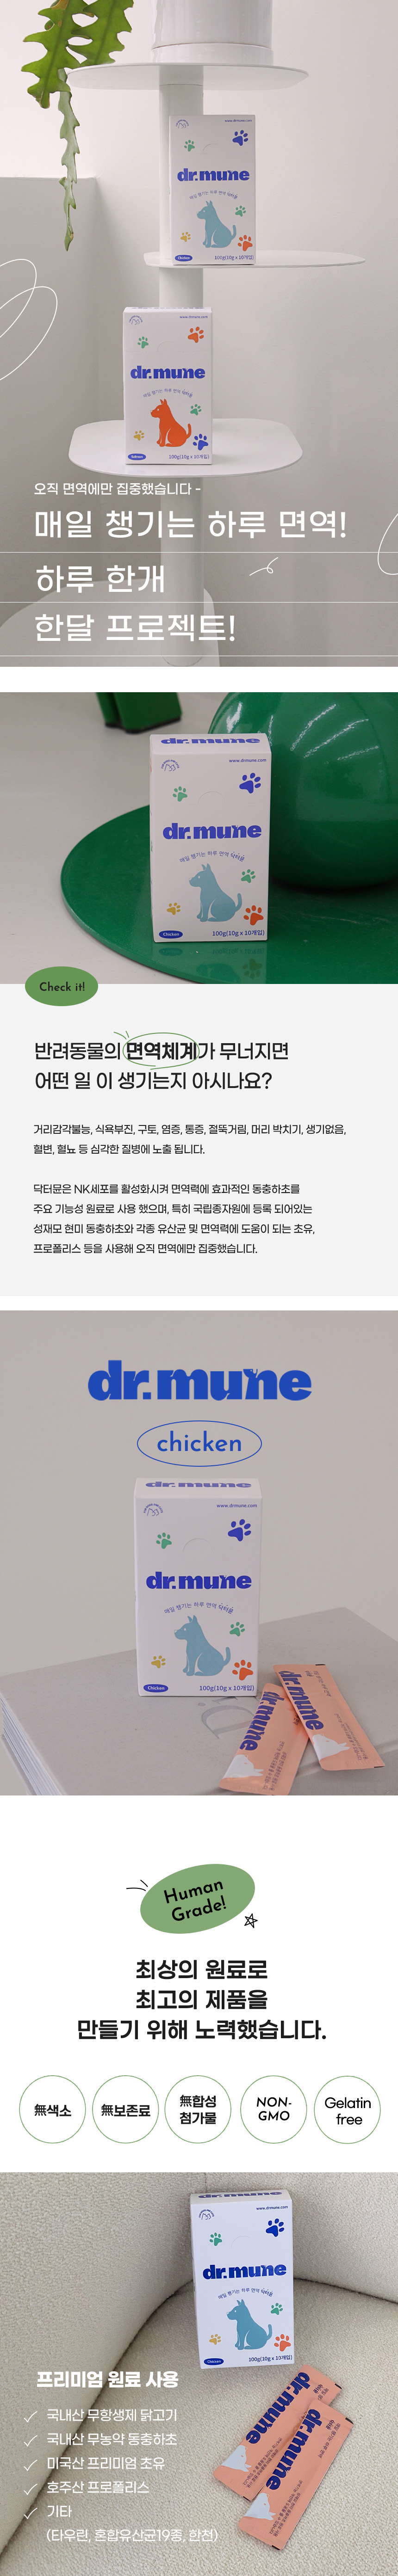 www.drmune.com
dr.mune
매일 챙기는 하루 면역 닥터뮨
Chicken
100g(10g x 10개입)
www.drmune.com
dr.mune
매일 챙기는 하루 면역 닥터뮨
100g(10g x 10개입)
오직 면역에만 집중했습니다 -
매일 챙기는 하루 면역!
하루 한개
한달 프로젝트!
dr.mune
www.drmune.com
dr.mune
매일 챙기는 하루 면역 닥터뮨
Chicken
100g(10g x 10개입)
Check it!
반려동물의 면역체계가 무너지면
어떤 일 이 생기는지 아시나요?
거리감각불능, 식욕부진, 구토, 염증, 통증, 절뚝거림, 머리 박치기, 생기없음,
혈변, 혈뇨 등 심각한 질병에 노출 됩니다.
닥터뮨은 NK세포를 활성화시켜 면역력에 효과적인 동충하초를
주요 기능성 원료로 사용 했으며, 특히 국립종자원에 등록 되어있는
성재모 현미 동충하초와 각종 유산균 및 면역력에 도움이 되는 초유,
프로폴리스 등을 사용해 오직 면역에만 집중했습니다.
dr.mune
chicken
dr.mune
www.drmune.com
dr.mune
매일 챙기는 하루 면역 닥터뮨
Chicken
100g(10g x 10개입)
dr.mune
dr.mune
Human
Grade!
최상의 원료로
최고의 제품을
만들기 위해 노력했습니다.
無색소
無보존료
無합성
첨가물
NON-
GMO
Gelatin
free
dr.mune
www.drmune.com
dr.mune
매일 챙기는 하루 면역 닥터뮨
Chicken
100g(10g x 10개입)
dr.mune
dr.mune
프리미엄 원료 사용
국내산 무항생제 닭고기
국내산 무농약 동충하초
미국산 프리미엄 초유
호주산 프로폴리스
기타
(타우린, 혼합유산균19종, 한천)